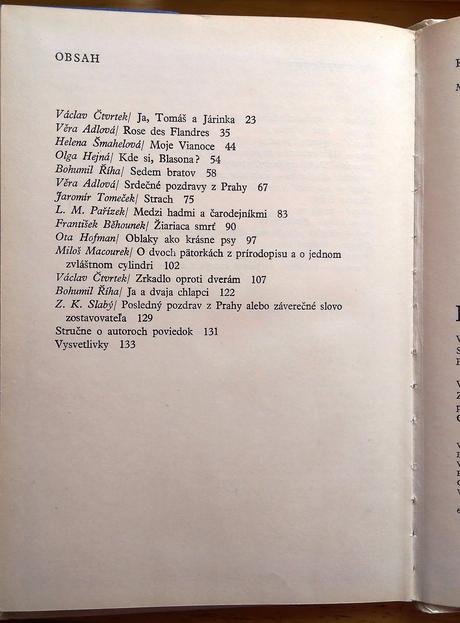 OBSAH
Václav Čtvrtek/ Ja, Tomáš a Járinka 23
Věra Adlová/ Rose des Flandres 35
Helena Šmahelová/ Moje Vianoce 44
Olga Hejná/ Kde si, Blasona? 54
Bohumil Říha/ Sedem bratov 58
Věra Adlová/ Srdečné pozdravy z Prahy 67
Jaromír Tomeček/ Strach 75
L. M. Pařízek/ Medzi hadmi a čarodejníkmi 83
František Běhounek/ Žiariaca smrť 90
Ota Hofman/ Oblaky ako krásne psy 97
Miloš Macourek/ O dvoch pätorkách z prírodopisu a o jednom
zvláštnom cylindri 102
Václav Čtvrtek/ Zrkadlo oproti dverám 107
Bohumil Říha/ Ja a dvaja chlapci 122
Z. K. Slabý/ Posledný pozdrav z Prahy alebo záverečné slovo
zostavovateľa 129
Stručne o autoroch poviedok 131
Vysvetlivky 133